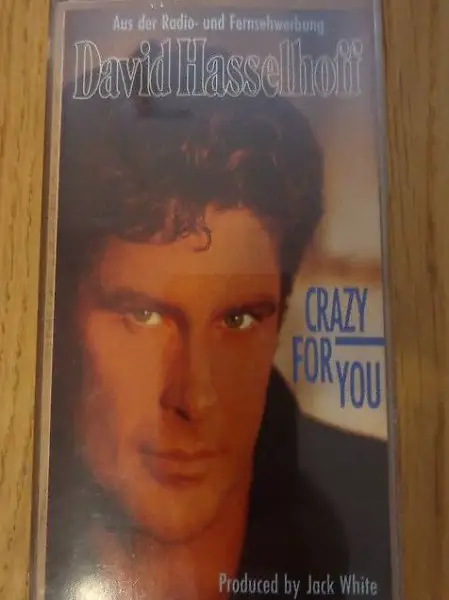 Aus der Radio- und Fernsehwerbung
David Hasselhoff
CRAZY
FOR YOU
Produced by Jack White